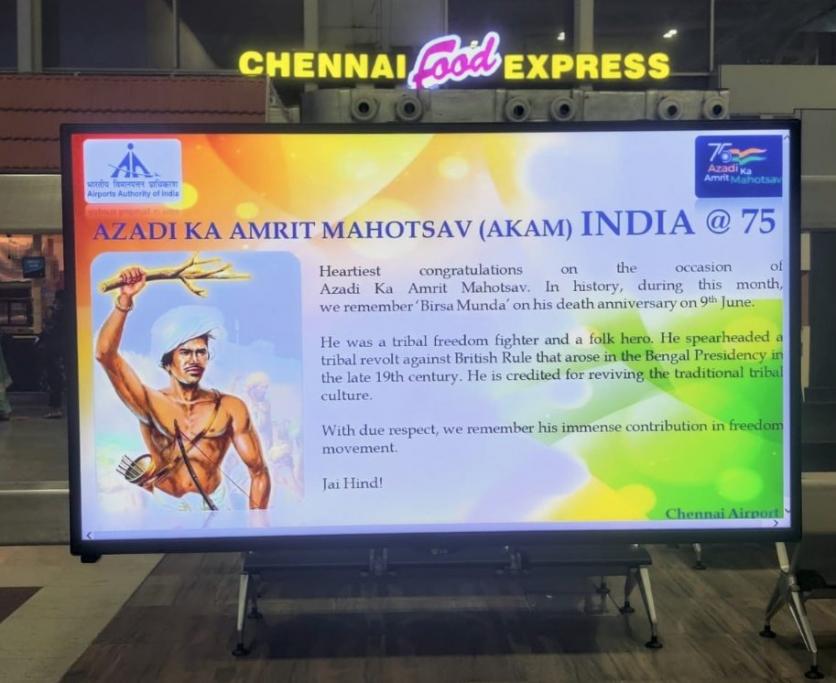 CHENNAI Food EXPRESS
भारतीय विमानपत्तन प्राधिकरण
Airports Authority of India
75
Azadi Ka
Amrit Mahotsav
AZADI KA AMRIT MAHOTSAV (AKAM) INDIA @ 75
Heartiest congratulations on the occasion of
Azadi Ka Amrit Mahotsav. In history, during this month,
we remember ‘Birsa Munda’ on his death anniversary on 9th June.
He was a tribal freedom fighter and a folk hero. He spearheaded a
tribal revolt against British Rule that arose in the Bengal Presidency in
the late 19th century. He is credited for reviving the traditional tribal
culture.
With due respect, we remember his immense contribution in freedom
movement.
Jai Hind!
Chennai Airport
LG